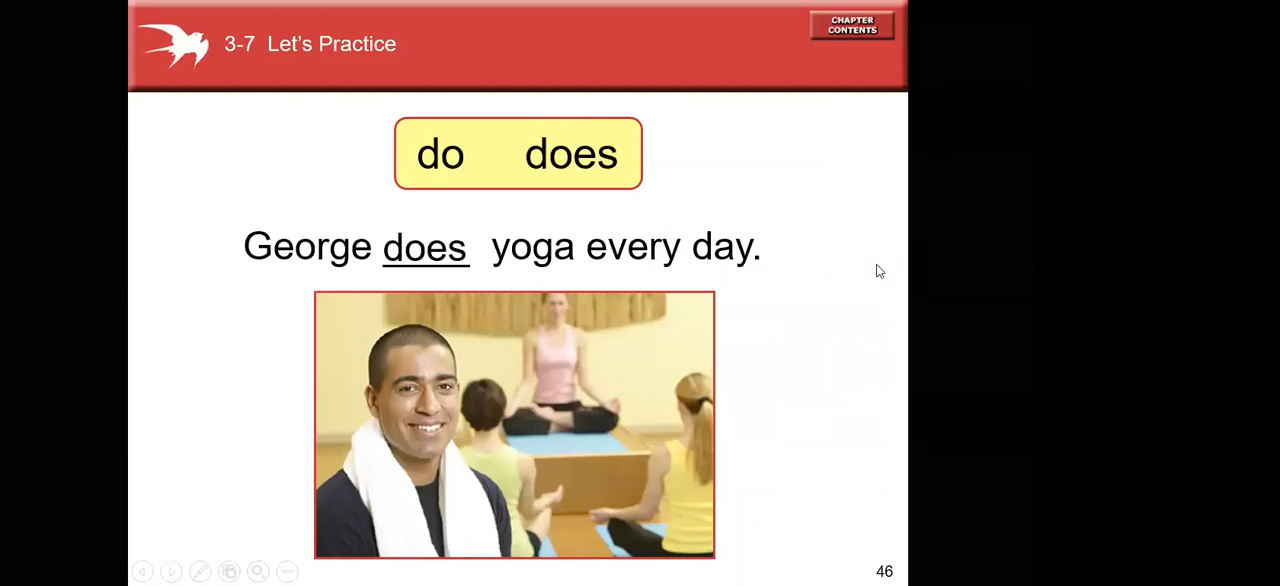 3-7 Let's Practice
CHAPTER
CONTENTS
do does
George does yoga every day.
46